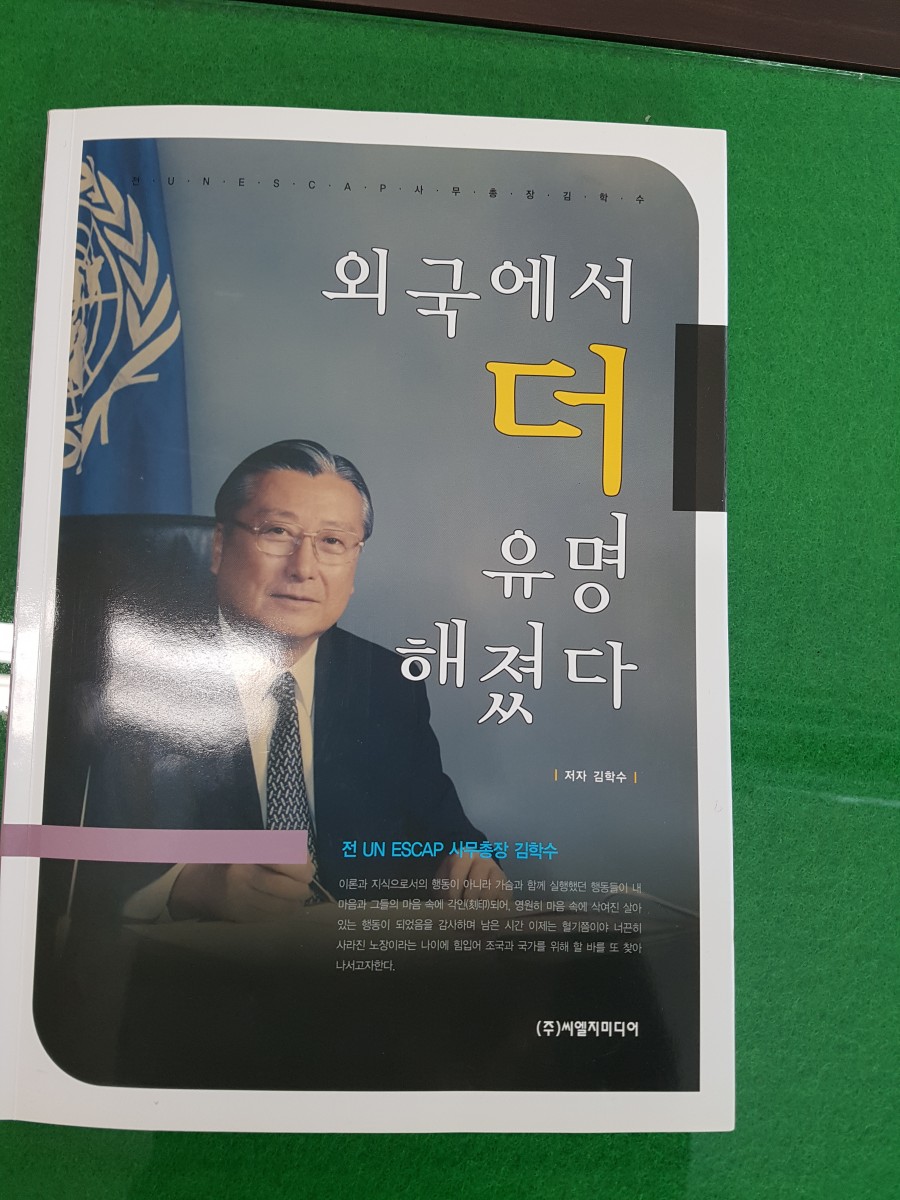 전·U·N·E·S·C·A·P·사·무·총·장·김·학·수
외국에서
더
유명
해졌다
| 저자 김학수 |
전 UN ESCAP 사무총장 김학수
이론과 지식으로서의 행동이 아니라 가슴과 함께 실행했던 행동들이 내
마음과 그들의 마음 속에 각인(刻印)되어, 영원히 마음 속에 삭여진 살아
있는 행동이 되었음을 감사하며 남은 시간 이제는 혈기쯤이야 너끈히
사라진 노장이라는 나이에 힘입어 조국과 국가를 위해 할 바를 또 찾아
나서고자한다.
(주)씨엘지미디어